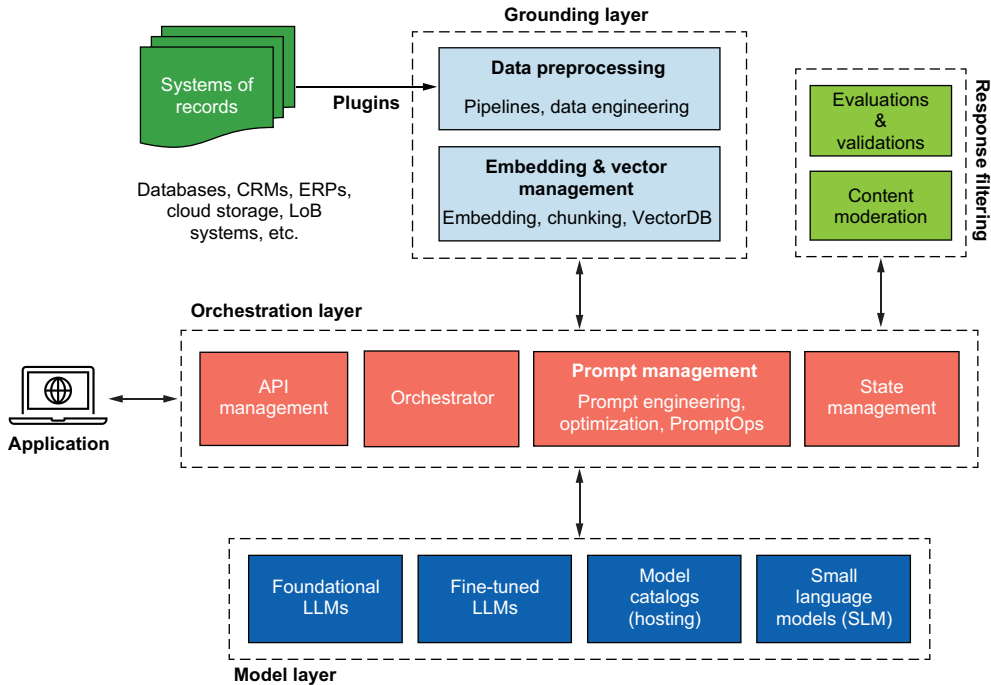 Grounding layer
Systems of
records
Plugins
Data preprocessing
Pipelines, data engineering
Embedding & vector
management
Embedding, chunking, VectorDB
Databases, CRMs, ERPs,
cloud storage, LoB
systems, etc.
Evaluations
&
validations
Content
moderation
Response filtering
Orchestration layer
API
management
Orchestrator
Prompt management
Prompt engineering,
optimization, PromptOps
State
management
Application
Foundational
LLMs
Fine-tuned
LLMs
Model
catalogs
(hosting)
Small
language
models (SLM)
Model layer